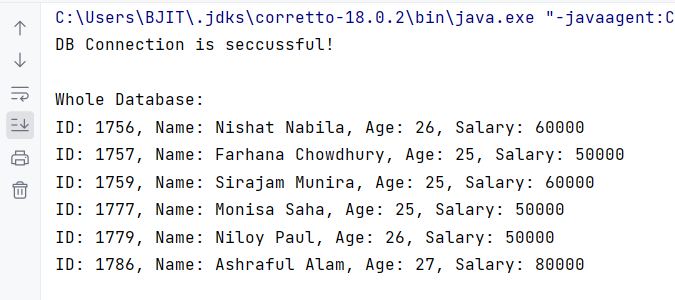 C:\Users\BJIT\.jdks\corretto-18.0.2\bin\java.exe "-javaagent:C
DB Connection is seccussful!
Whole Database:
ID: 1756, Name: Nishat Nabila, Age: 26, Salary: 60000
ID: 1757, Name: Farhana Chowdhury, Age: 25, Salary: 50000
ID: 1759, Name: Sirajam Munira, Age: 25, Salary: 60000
ID: 1777, Name: Monisa Saha, Age: 25, Salary: 50000
ID: 1779, Name: Niloy Paul, Age: 26, Salary: 50000
ID: 1786, Name: Ashraful Alam, Age: 27, Salary: 80000